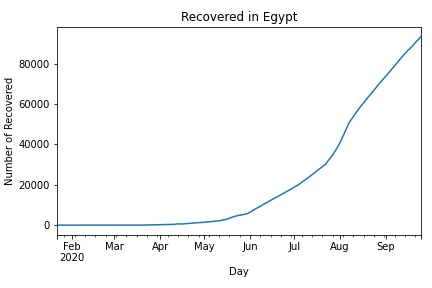 Recovered in Egypt
Number of Recovered
80000
60000
40000
20000
0
Feb Mar Apr May Jun Jul Aug Sep
2020
Day